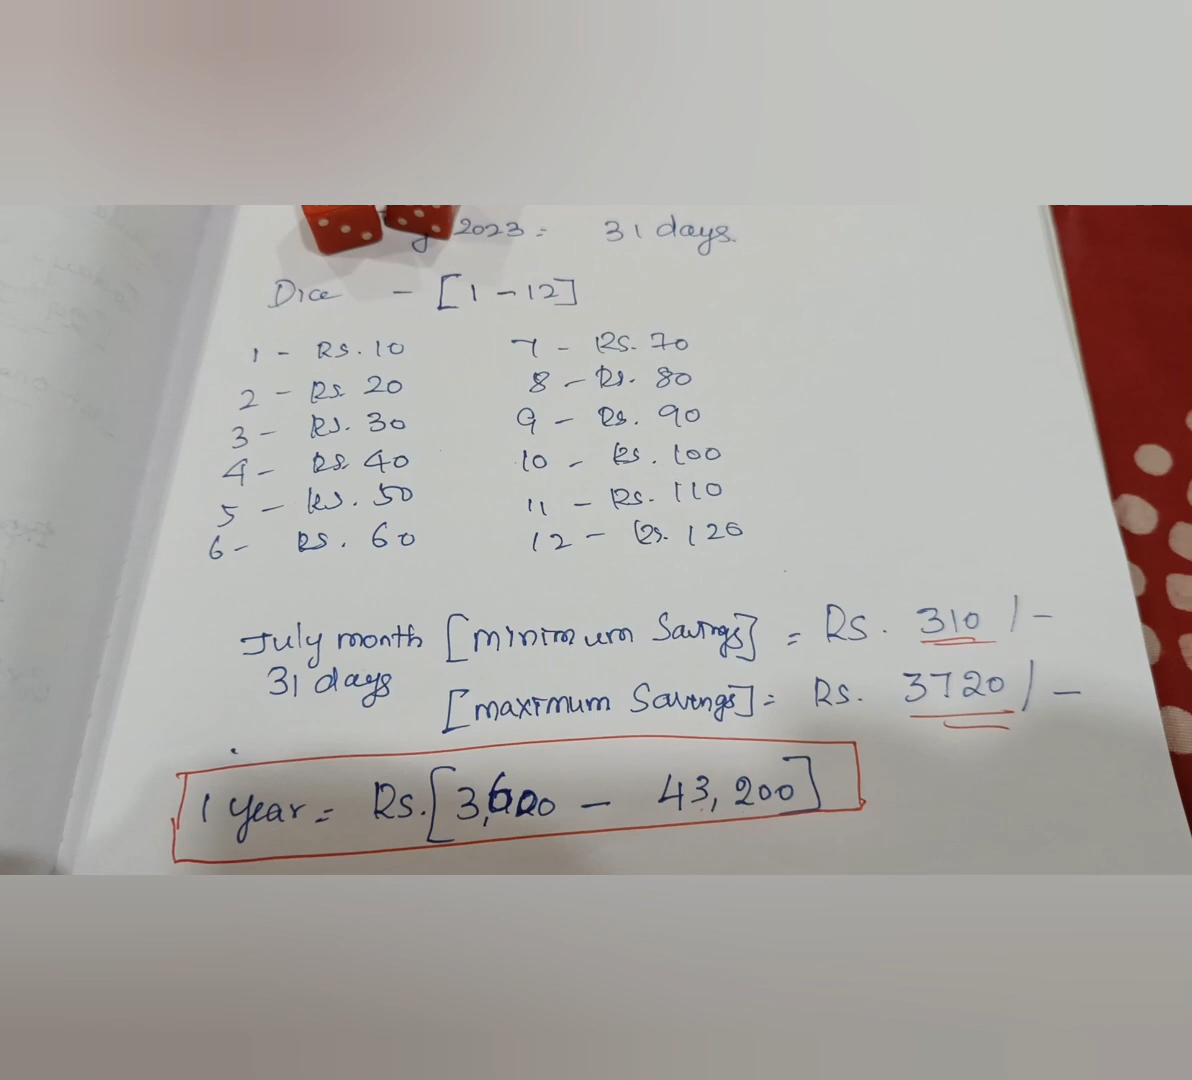 2023 = 31 days.
Dice - [1-12]
1 - Rs. 10
2 - Rs. 20
3 - Rs. 30
4 - Rs. 40
5 - Rs. 50
6 - Rs. 60
7 - Rs. 70
8 - Rs. 80
9 - Rs. 90
10 - Rs. 100
11 - Rs. 110
12 - Rs. 120
July month [minimum Savings] = Rs. 310/-
31 days
[maximum Savings] = Rs. 3720/-
1 year = Rs. [3,600 - 43,200]